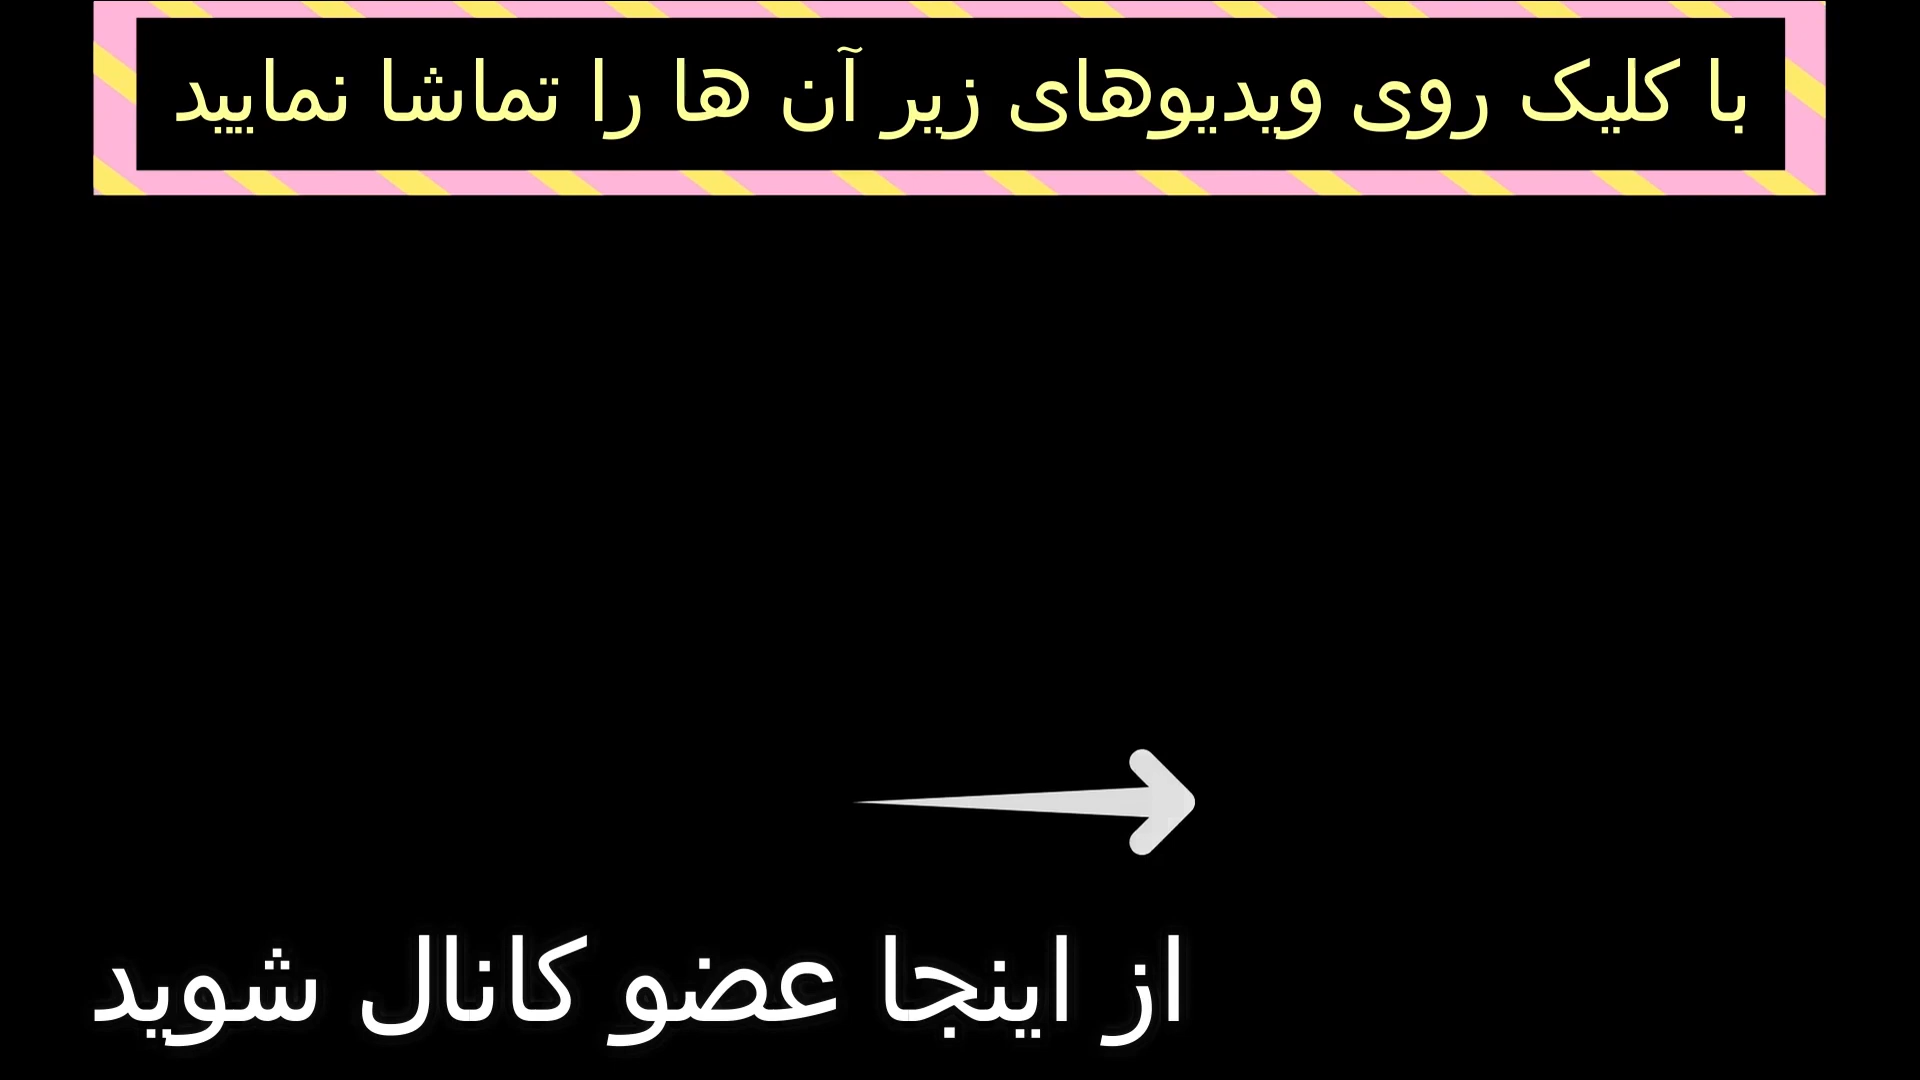 با کلیک روی ویدیوهای زیر آن ها را تماشا نمایید
از اینجا عضو کانال شوید